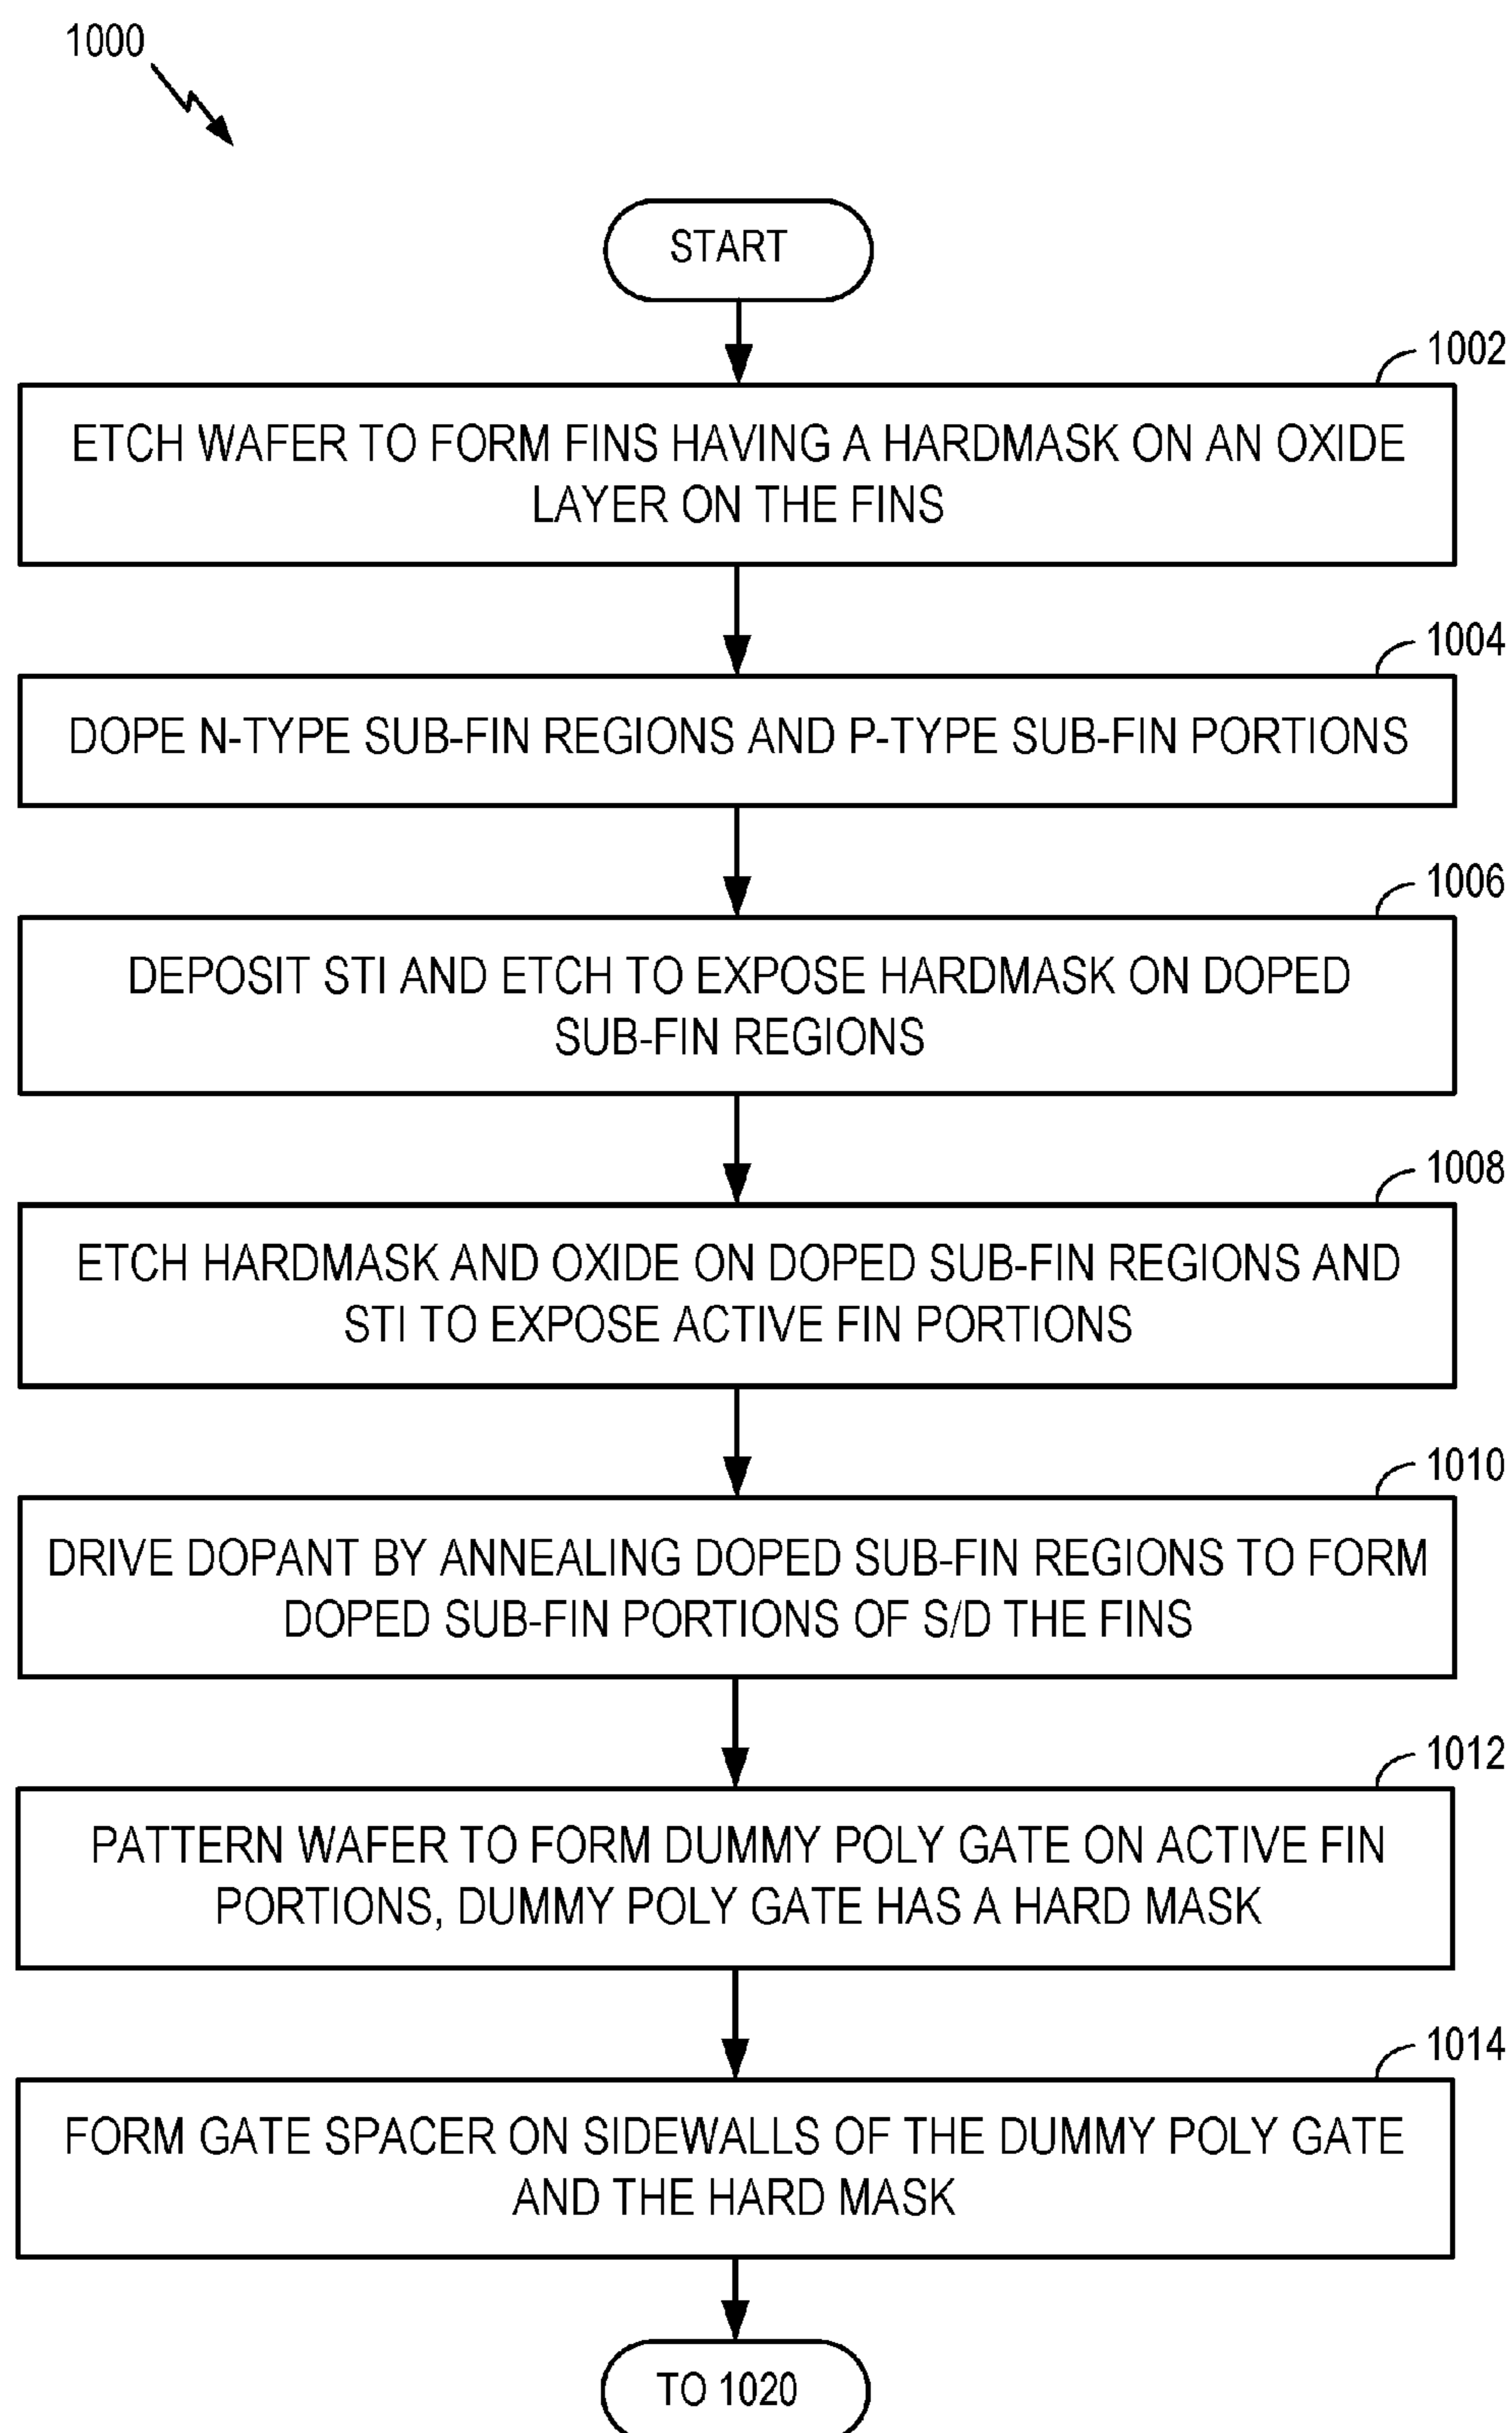 1000
START
1002
ETCH WAFER TO FORM FINS HAVING A HARDMASK ON AN OXIDE
LAYER ON THE FINS
1004
DOPE N-TYPE SUB-FIN REGIONS AND P-TYPE SUB-FIN PORTIONS
1006
DEPOSIT STI AND ETCH TO EXPOSE HARDMASK ON DOPED
SUB-FIN REGIONS
1008
ETCH HARDMASK AND OXIDE ON DOPED SUB-FIN REGIONS AND
STI TO EXPOSE ACTIVE FIN PORTIONS
1010
DRIVE DOPANT BY ANNEALING DOPED SUB-FIN REGIONS TO FORM
DOPED SUB-FIN PORTIONS OF S/D THE FINS
1012
PATTERN WAFER TO FORM DUMMY POLY GATE ON ACTIVE FIN
PORTIONS, DUMMY POLY GATE HAS A HARD MASK
1014
FORM GATE SPACER ON SIDEWALLS OF THE DUMMY POLY GATE
AND THE HARD MASK
TO 1020